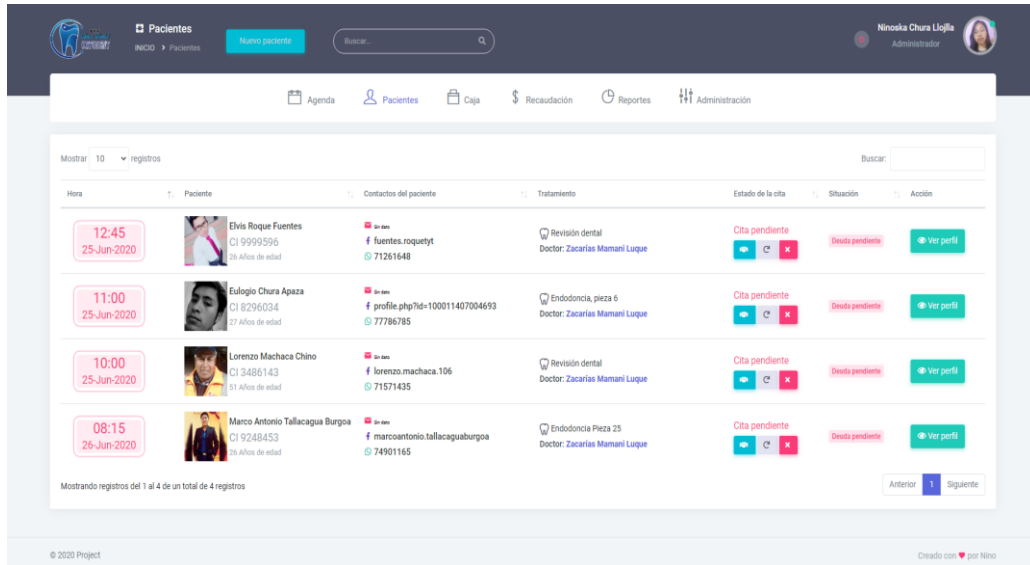 Pacientes
INICIO > Pacientes
Nuevo paciente
Buscar...
Ninoska Chura Llojlla
Administrador
Agenda
Pacientes
Caja
Recaudación
Reportes
Administración
Mostrar 10 registros
Buscar:
Hora Paciente Contactos del paciente Tratamiento Estado de la cita Situación Acción
12:45
25-Jun-2020
Elvis Roque Fuentes
CI 9999596
26 Años de edad
Sin dato
fuentes.roquetyt
71261648
Revisión dental
Doctor: Zacarías Mamani Luque
Cita pendiente
Deuda pendiente
Ver perfil
11:00
25-Jun-2020
Eulogio Chura Apaza
CI 8296034
27 Años de edad
Sin dato
profile.php?id=100011407004693
77786785
Endodoncia, pieza 6
Doctor: Zacarías Mamani Luque
Cita pendiente
Deuda pendiente
Ver perfil
10:00
25-Jun-2020
Lorenzo Machaca Chino
CI 3486143
51 Años de edad
Sin dato
lorenzo.machaca.106
71571435
Revisión dental
Doctor: Zacarías Mamani Luque
Cita pendiente
Deuda pendiente
Ver perfil
08:15
26-Jun-2020
Marco Antonio Tallacagua Burgoa
CI 9248453
26 Años de edad
Sin dato
marcoantonio.tallacaguaburgoa
74901165
Endodoncia Pieza 25
Doctor: Zacarías Mamani Luque
Cita pendiente
Deuda pendiente
Ver perfil
Mostrando registros del 1 al 4 de un total de 4 registros
Anterior 1 Siguiente
© 2020 Project
Creado con ♥ por Nino